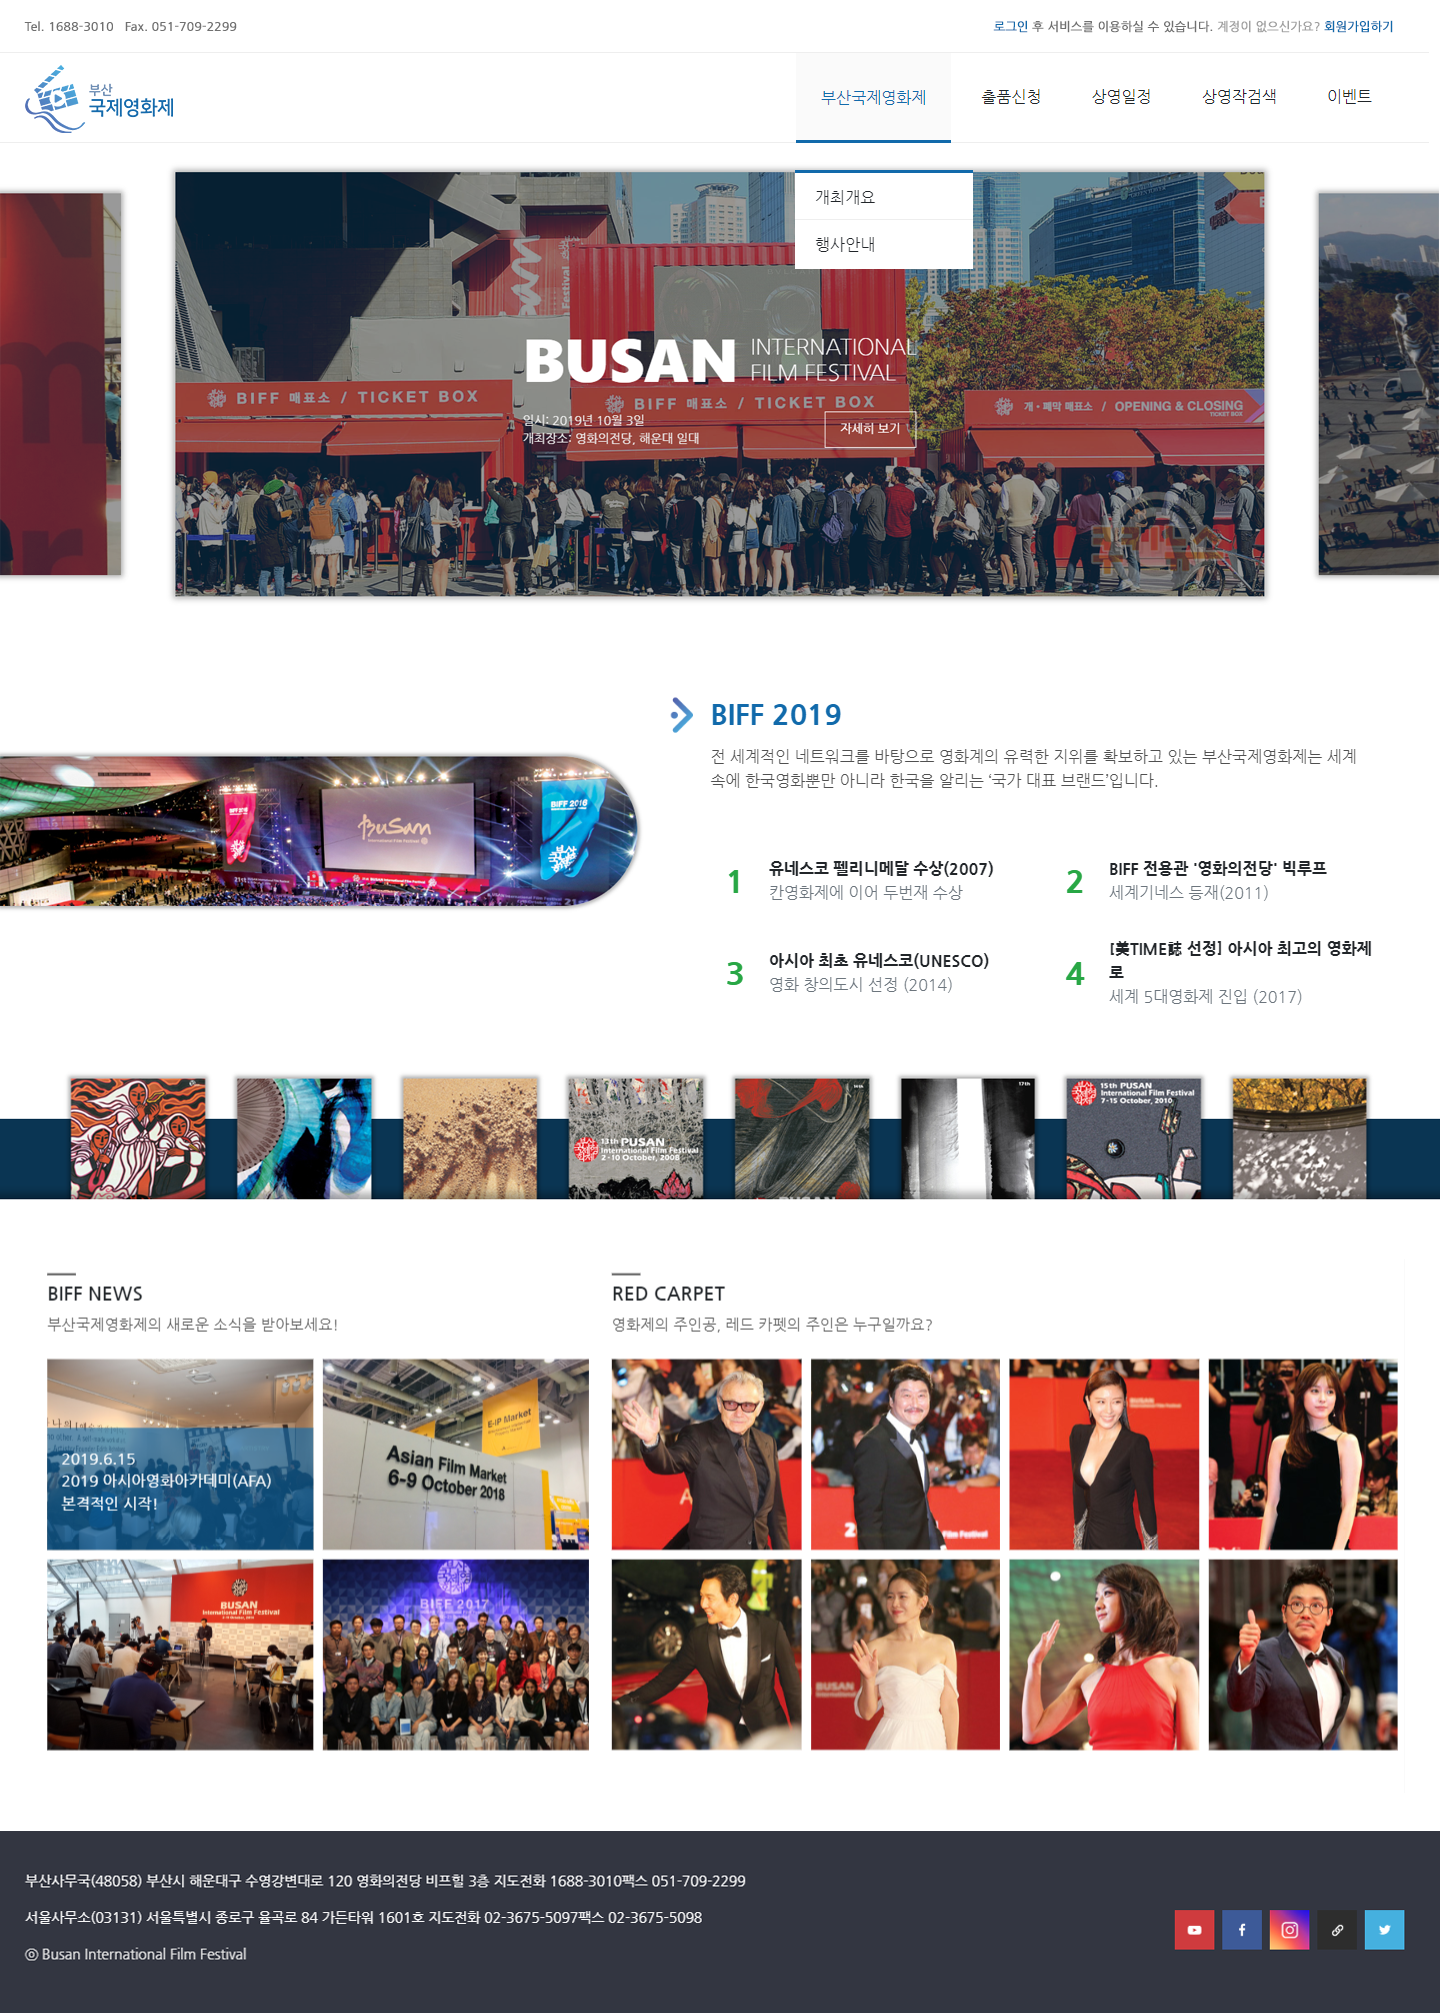 Tel. 1688-3010   Fax. 051-709-2299
로그인 후 서비스를 이용하실 수 있습니다. 계정이 없으신가요? 회원가입하기
부산
국제영화제
부산국제영화제
출품신청
상영일정
상영작검색
이벤트
개최개요
행사안내
BUSAN INTERNATIONAL
FILM FESTIVAL
BIFF 매표소 / TICKET BOX
BIFF 매표소 / TICKET BOX
개・폐막 매표소 / OPENING & CLOSING
TICKET BOX
일시: 2019년 10월 3일
개최장소: 영화의전당, 해운대 일대
자세히 보기
BIFF 2019
전 세계적인 네트워크를 바탕으로 영화계의 유력한 지위를 확보하고 있는 부산국제영화제는 세계
속에 한국영화뿐만 아니라 한국을 알리는 ‘국가 대표 브랜드’입니다.
BIFF 2016
BIFF 2016
BUSAN
International Film Festival
1
유네스코 펠리니메달 수상(2007)
칸영화제에 이어 두번째 수상
2
BIFF 전용관 '영화의전당' 빅루프
세계기네스 등재(2011)
3
아시아 최초 유네스코(UNESCO)
영화 창의도시 선정 (2014)
4
[美TIME誌 선정] 아시아 최고의 영화제
로
세계 5대영화제 진입 (2017)
13th PUSAN
International Film Festival
2-10 October, 2008
PUSAN
17th
15th PUSAN
International Film Festival
7-15 October, 2010
BIFF NEWS
부산국제영화제의 새로운 소식을 받아보세요!
2019.6.15
2019 아시아영화아카데미(AFA)
본격적인 시작!
E-IP Market
Asian Film Market
6-9 October 2018
BUSAN
International Film Festival
BIFF 2017
RED CARPET
영화제의 주인공, 레드 카펫의 주인은 누구일까요?
Film Festival
BUSAN
BUSAN
부산사무국(48058) 부산시 해운대구 수영강변대로 120 영화의전당 비프힐 3층 지도전화 1688-3010팩스 051-709-2299
서울사무소(03131) 서울특별시 종로구 율곡로 84 가든타워 1601호 지도전화 02-3675-5097팩스 02-3675-5098
ⓒ Busan International Film Festival